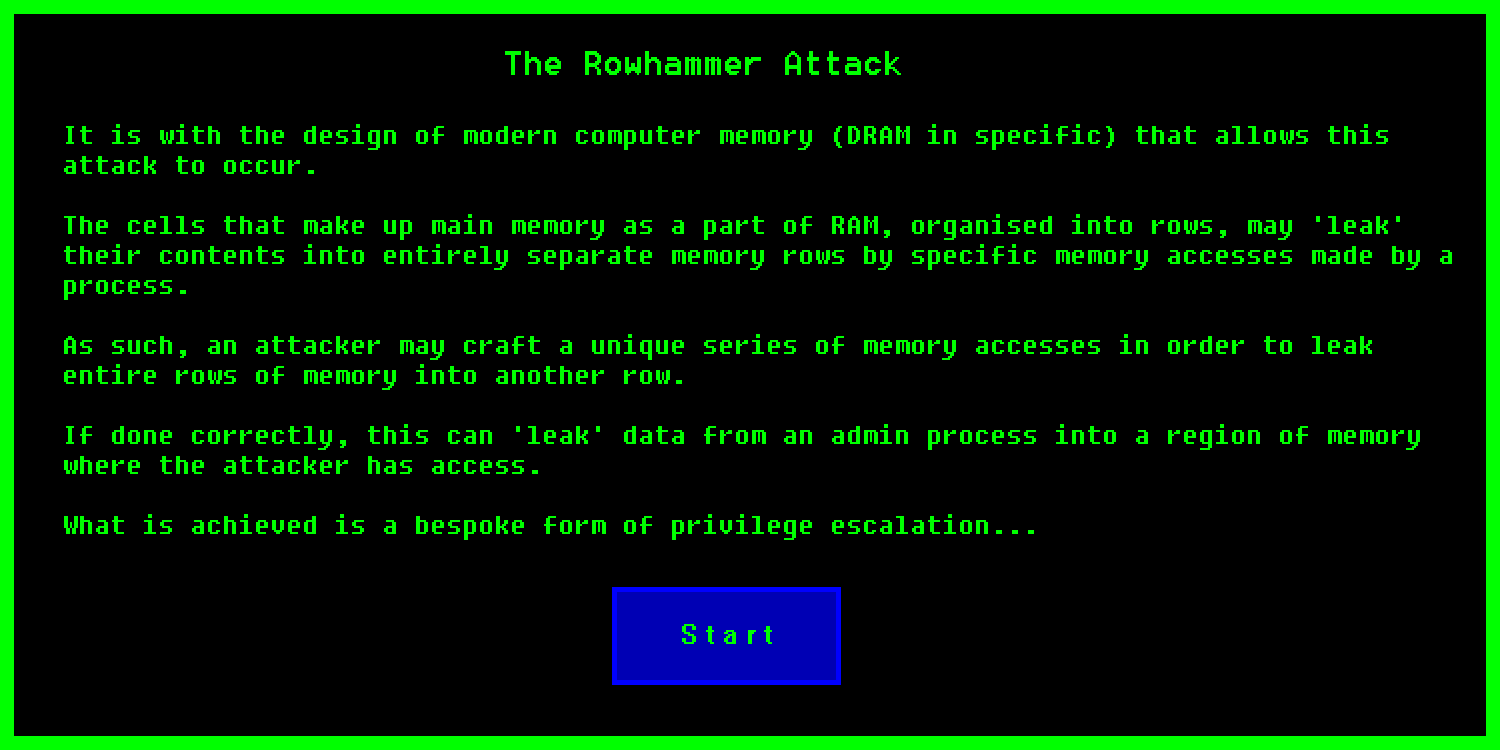 The Rowhammer Attack
It is with the design of modern computer memory (DRAM in specific) that allows this
attack to occur.
The cells that make up main memory as a part of RAM, organised into rows, may 'leak'
their contents into entirely separate memory rows by specific memory accesses made by a
process.
As such, an attacker may craft a unique series of memory accesses in order to leak
entire rows of memory into another row.
If done correctly, this can 'leak' data from an admin process into a region of memory
where the attacker has access.
What is achieved is a bespoke form of privilege escalation...
Start